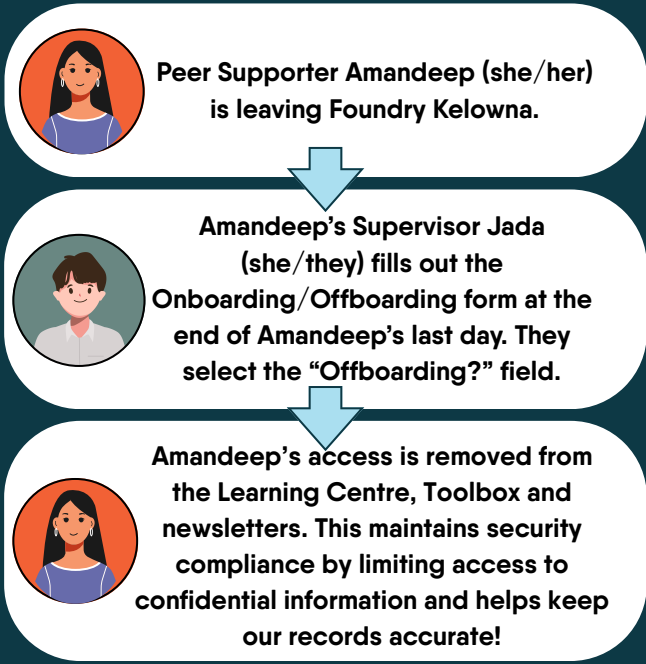 Peer Supporter Amandeep (she/her)
is leaving Foundry Kelowna.
Amandeep’s Supervisor Jada
(she/they) fills out the
Onboarding/Offboarding form at the
end of Amandeep’s last day. They
select the “Offboarding?” field.
Amandeep’s access is removed from
the Learning Centre, Toolbox and
newsletters. This maintains security
compliance by limiting access to
confidential information and helps keep
our records accurate!